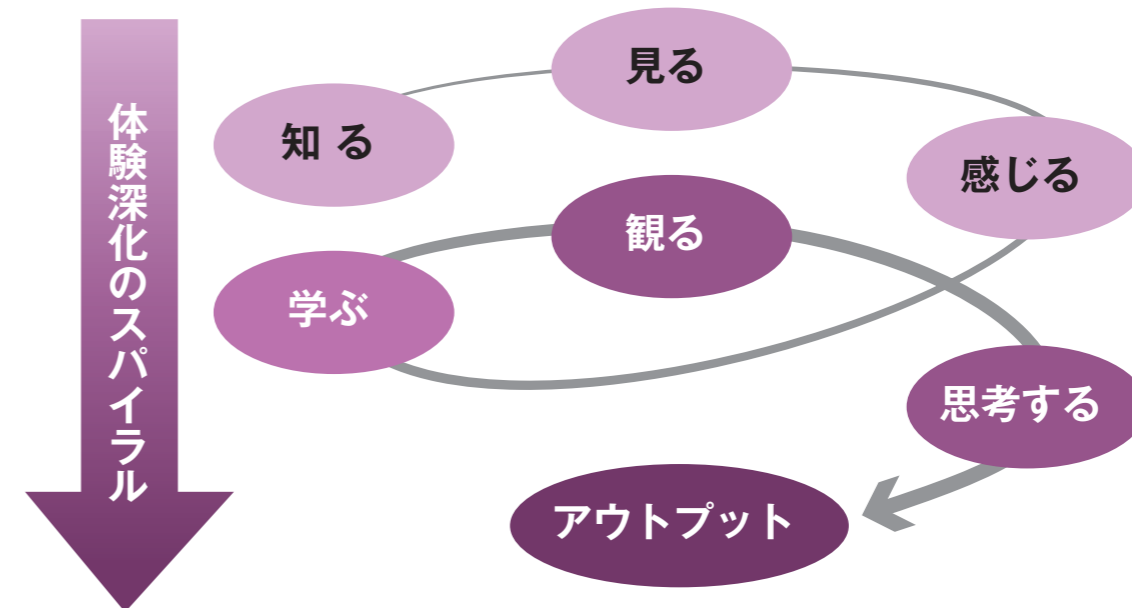 体験深化のスパイラル
知る
見る
感じる
学ぶ
観る
思考する
アウトプット